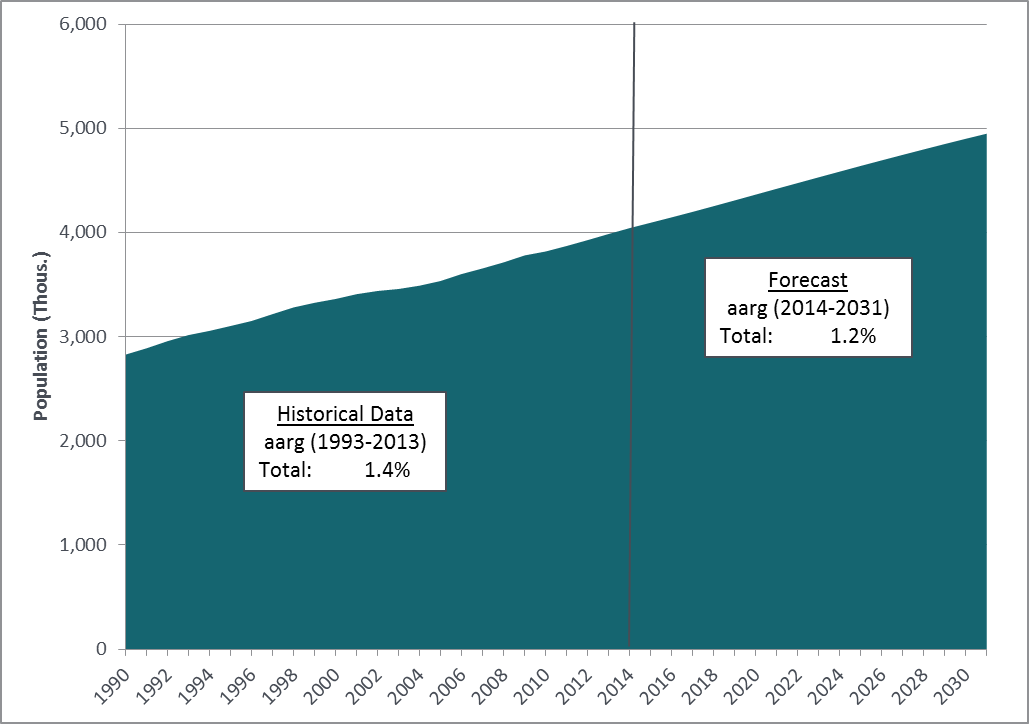 6,000
5,000
4,000
3,000
2,000
1,000
0
Population (Thous.)
Forecast
aarg (2014-2031)
Total: 1.2%
Historical Data
aarg (1993-2013)
Total: 1.4%
1990 1992 1994 1996 1998 2000 2002 2004 2006 2008 2010 2012 2014 2016 2018 2020 2022 2024 2026 2028 2030